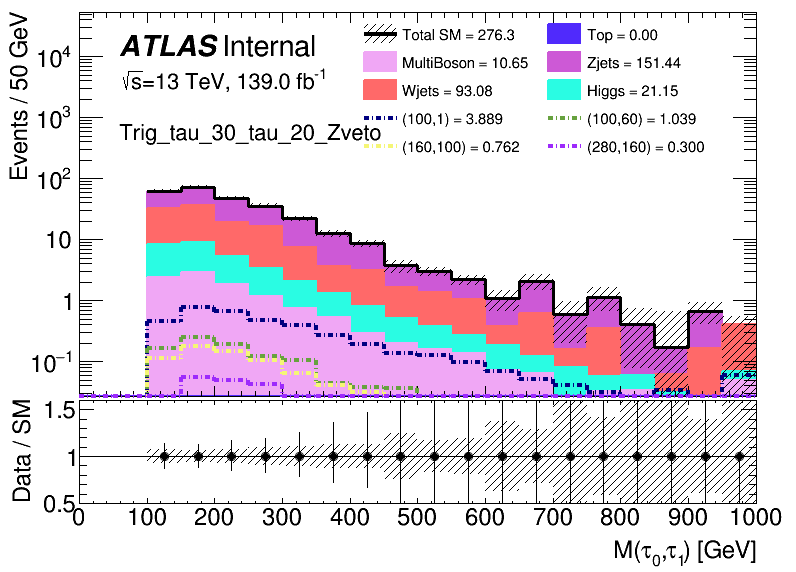 ATLAS Internal
√s=13 TeV, 139.0 fb⁻¹
Trig_tau_30_tau_20_Zveto
Total SM = 276.3
Top = 0.00
MultiBoson = 10.65
Zjets = 151.44
Wjets = 93.08
Higgs = 21.15
(100,1) = 3.889
(100,60) = 1.039
(160,100) = 0.762
(280,160) = 0.300
Events / 50 GeV
10⁴
10³
10²
10
1
10⁻¹
Data / SM
1.5
1
0.5
0 100 200 300 400 500 600 700 800 900 1000
M(τ₀,τ₁) [GeV]